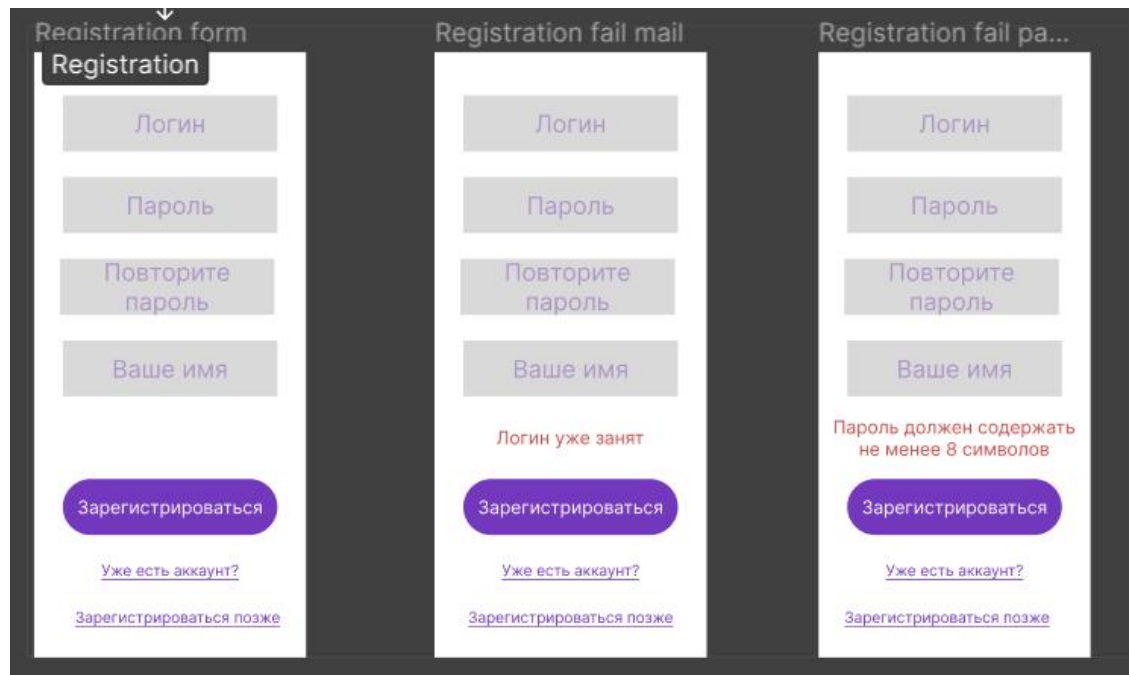 Registration form
Registration
Логин
Пароль
Повторите
пароль
Ваше имя
Зарегистрироваться
Уже есть аккаунт?
Зарегистрироваться позже
Registration fail mail
Логин
Пароль
Повторите
пароль
Ваше имя
Логин уже занят
Зарегистрироваться
Уже есть аккаунт?
Зарегистрироваться позже
Registration fail pa...
Логин
Пароль
Повторите
пароль
Ваше имя
Пароль должен содержать
не менее 8 символов
Зарегистрироваться
Уже есть аккаунт?
Зарегистрироваться позже